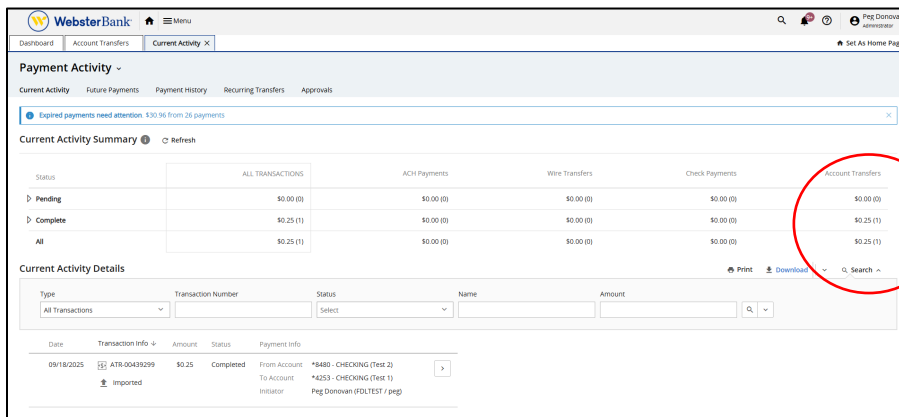 WebsterBank Menu 9+ Peg Donova
Administrator
Dashboard Account Transfers Current Activity Set As Home Pag
Payment Activity
Current Activity Future Payments Payment History Recurring Transfers Approvals
Expired payments need attention. $30.96 from 26 payments
Current Activity Summary Refresh
Status ALL TRANSACTIONS ACH Payments Wire Transfers Check Payments Account Transfers
Pending $0.00 (0) $0.00 (0) $0.00 (0) $0.00 (0) $0.00 (0)
Complete $0.25 (1) $0.00 (0) $0.00 (0) $0.00 (0) $0.25 (1)
All $0.25 (1) $0.00 (0) $0.00 (0) $0.00 (0) $0.25 (1)
Current Activity Details Print Download Search
Type Transaction Number Status Name Amount
All Transactions Select
Date Transaction Info Amount Status Payment Info
09/18/2025 ATR-00439299 $0.25 Completed From Account *8480 - CHECKING (Test 2)
Imported To Account *4253 - CHECKING (Test 1)
Initiator Peg Donovan (FDLTEST / peg)